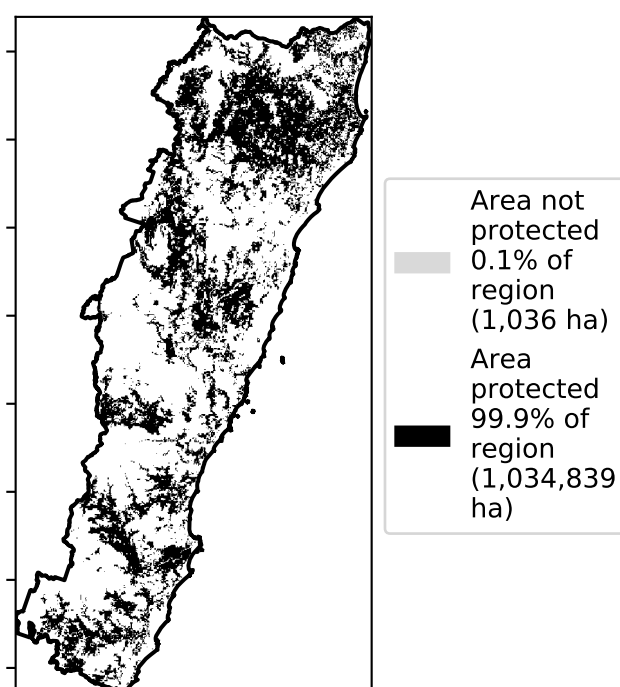 Area not
protected
0.1% of
region
(1,036 ha)
Area
protected
99.9% of
region
(1,034,839
ha)